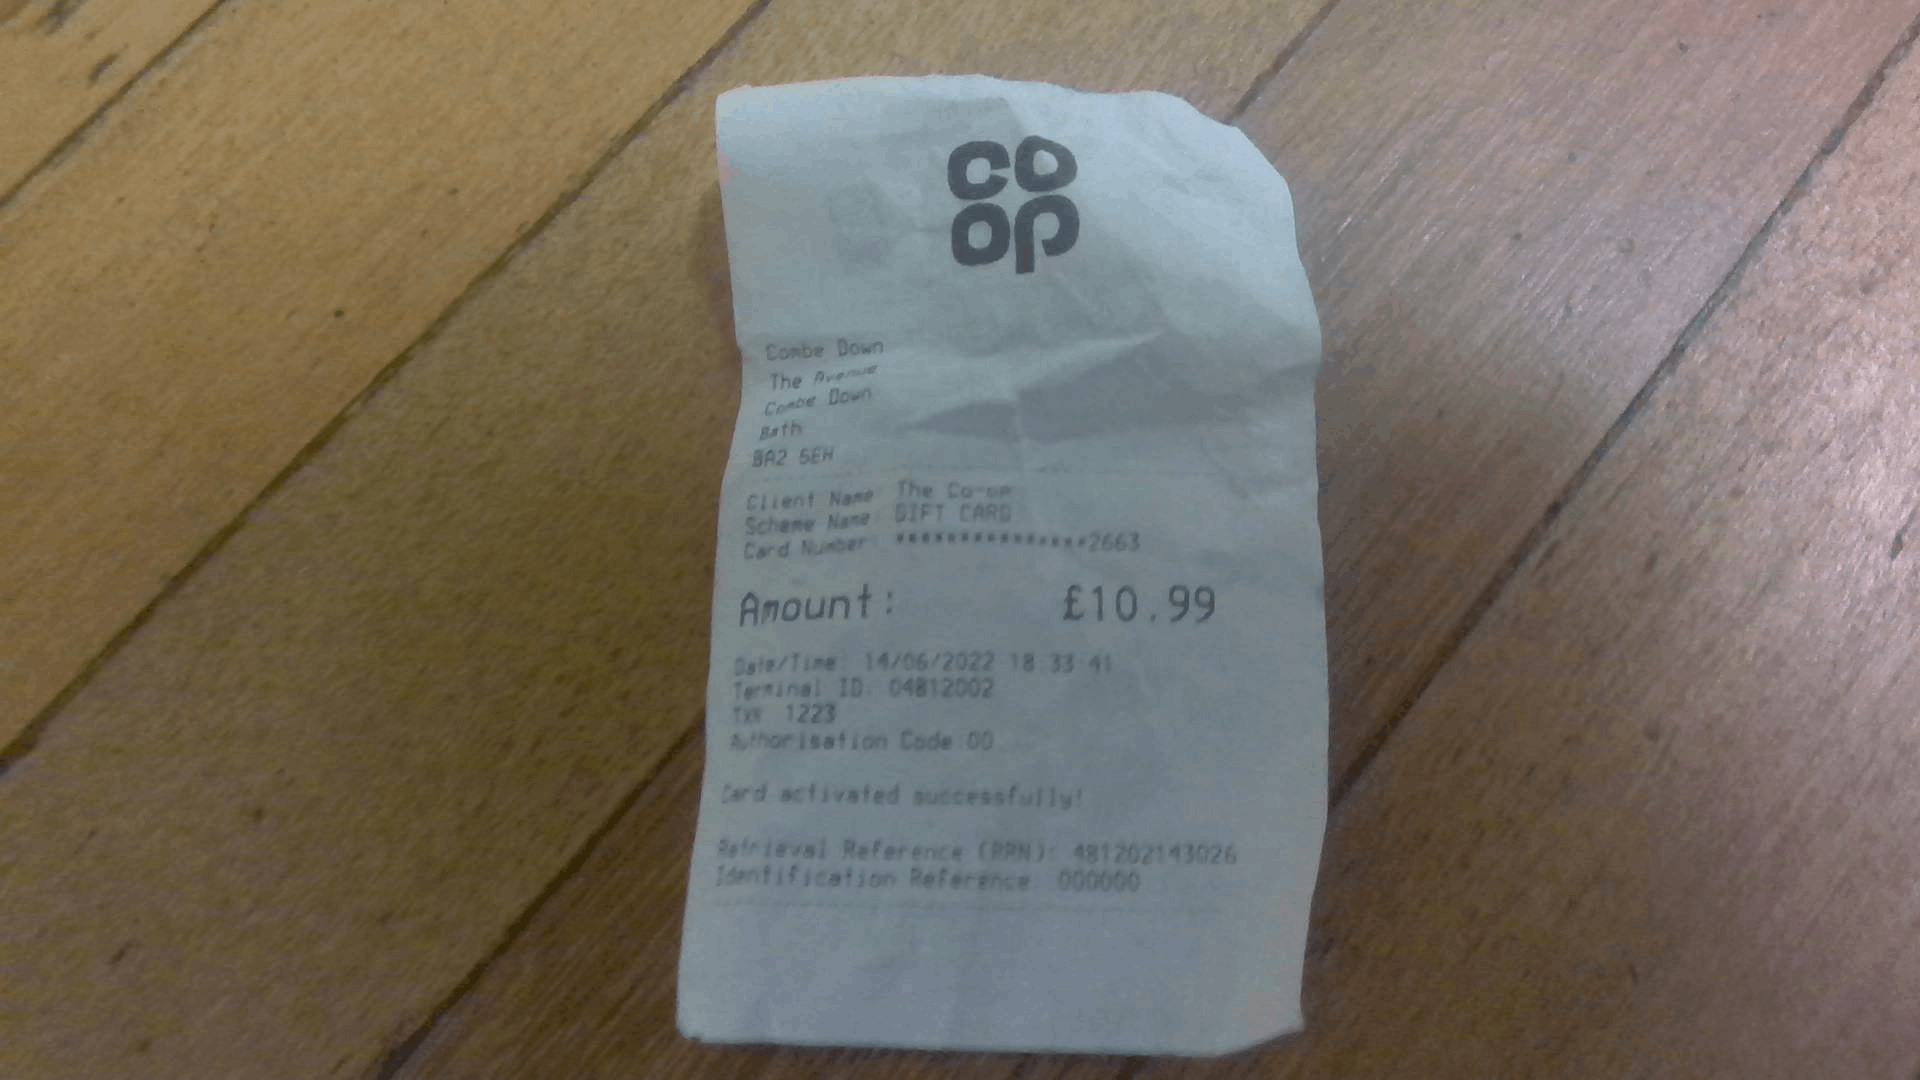 co
op
Combe Down
The Avenue
Combe Down
Bath
BA2 5EH
Client Name The Co-op
Scheme Name GIFT CARD
Card Number: ***************2663
Amount: £10.99
Date/Time: 14/06/2022 18:33:41
Terminal ID: 04812002
TXN 1223
Authorisation Code 00
Card activated successfully!
Retrieval Reference (RRN): 481202143026
Identification Reference: 000000